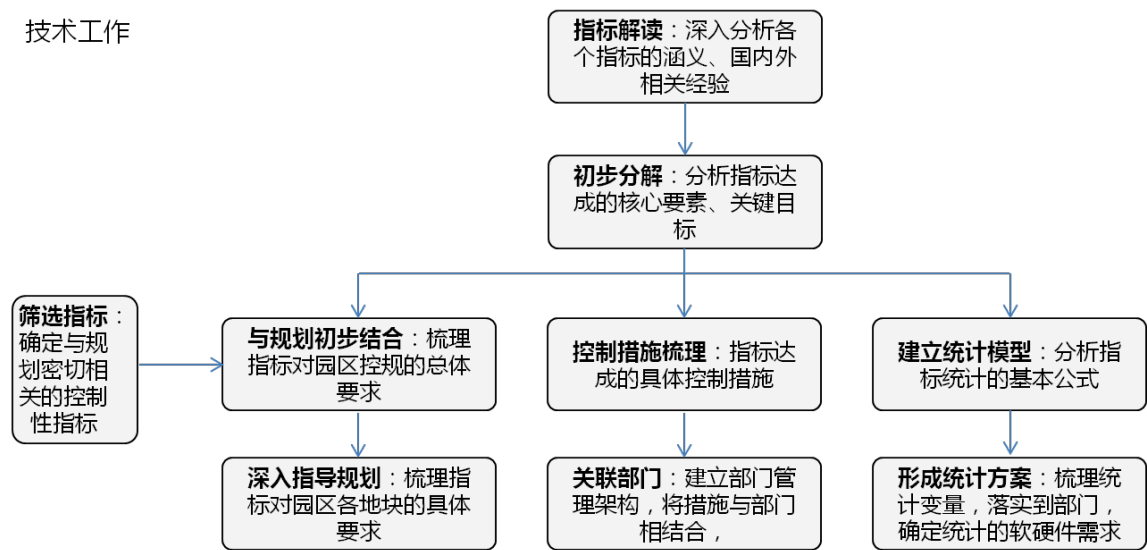 技术工作
指标解读：深入分析各
个指标的涵义、国内外
相关经验
初步分解：分析指标达
成的核心要素、关键目
标
筛选指标：
确定与规
划密切相
关的控制
性指标
与规划初步结合：梳理
指标对园区控规的总体
要求
控制措施梳理：指标达
成的具体控制措施
建立统计模型：分析指
标统计的基本公式
深入指导规划：梳理指
标对园区各地块的具体
要求
关联部门：建立部门管
理架构，将措施与部门
相结合，
形成统计方案：梳理统
计变量，落实到部门，
确定统计的软硬件需求